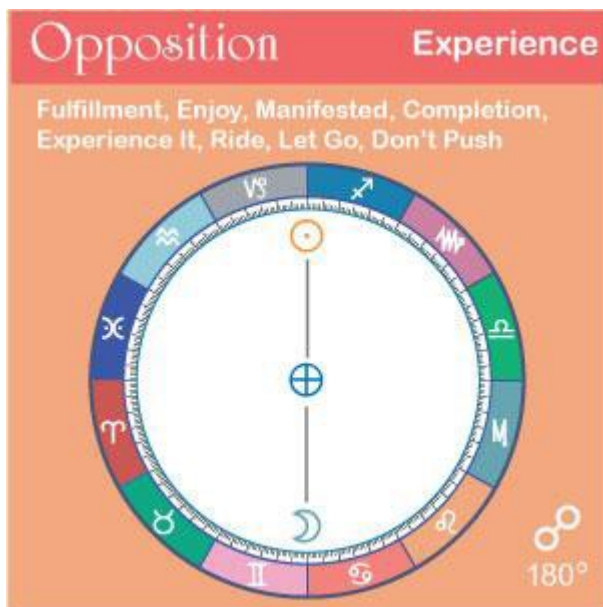 Opposition Experience
Fulfillment, Enjoy, Manifested, Completion,
Experience It, Ride, Let Go, Don't Push
180°